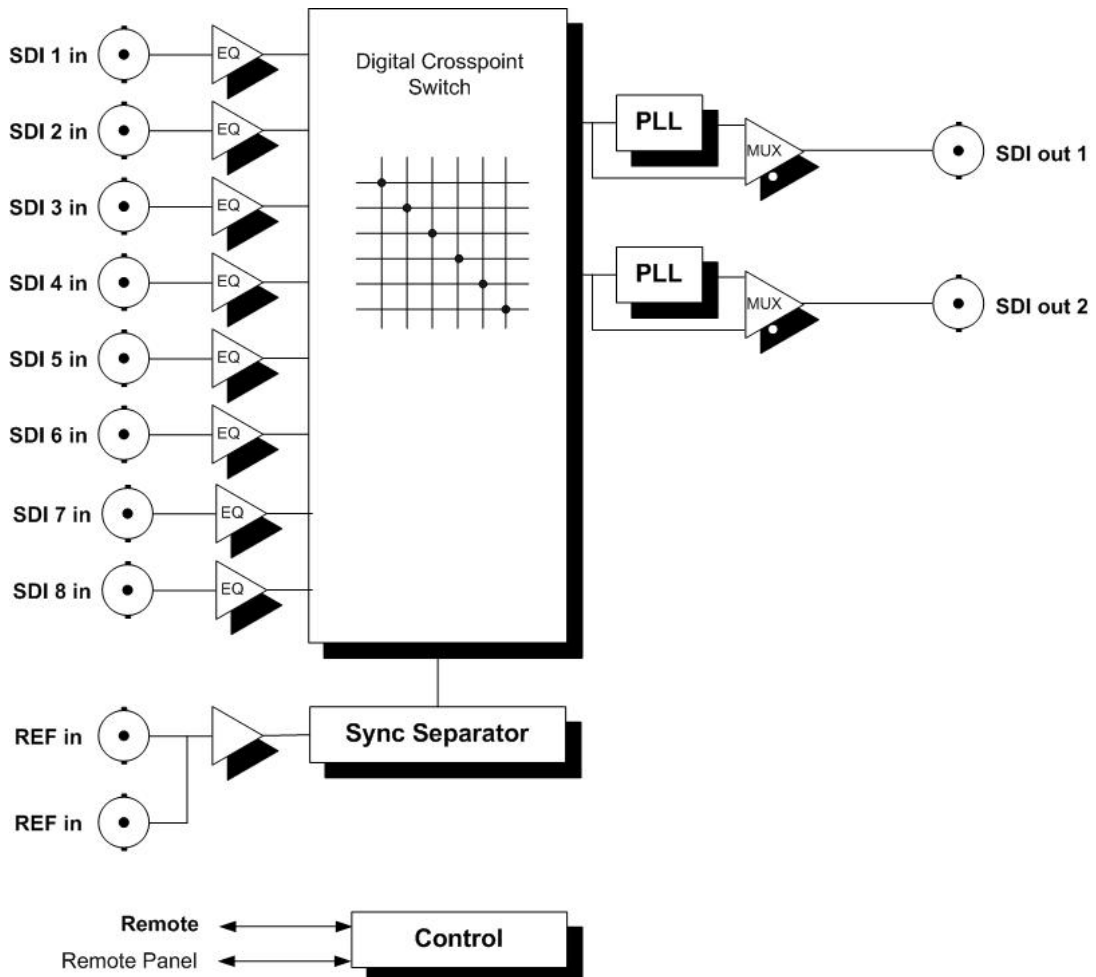 SDI 1 in
EQ
SDI 2 in
EQ
SDI 3 in
EQ
SDI 4 in
EQ
SDI 5 in
EQ
SDI 6 in
EQ
SDI 7 in
EQ
SDI 8 in
EQ
Digital Crosspoint
Switch
PLL
MUX
SDI out 1
PLL
MUX
SDI out 2
REF in
Sync Separator
REF in
Remote
Remote Panel
Control